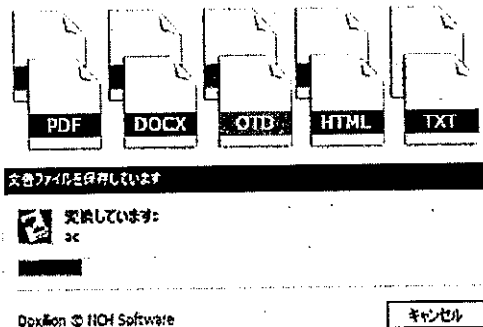 PDF DOCX OTD HTML TXT
文書ファイルを保存しています
変換しています:
ac
Doxillion © NCH Software
キャンセル